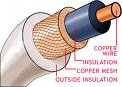 COPPER
WIRE
INSULATION
COPPER MESH
OUTSIDE INSULATION